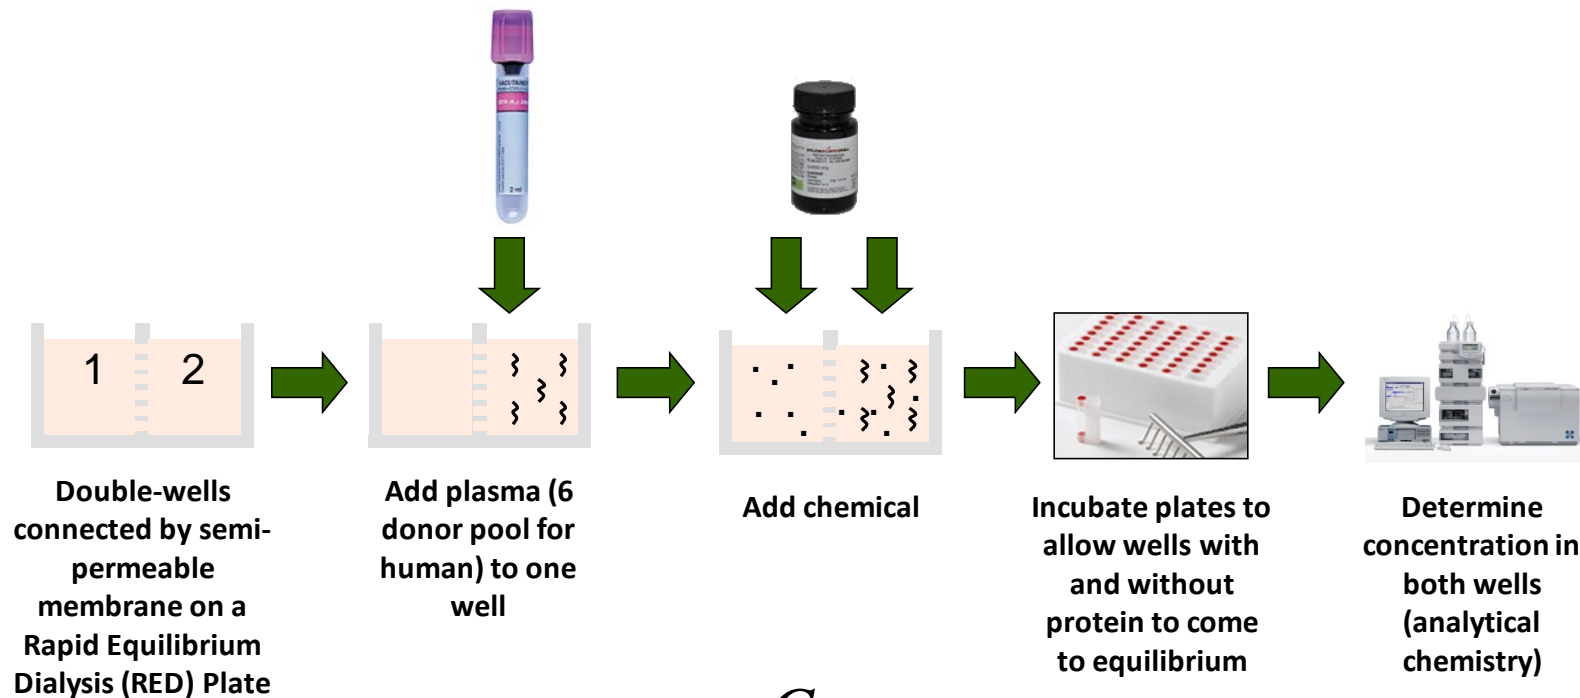 1
2
2 ml
Double-wells
connected by semi-
permeable
membrane on a
Rapid Equilibrium
Dialysis (RED) Plate
Add plasma (6
donor pool for
human) to one
well
Add chemical
Incubate plates to
allow wells with
and without
protein to come
to equilibrium
Determine
concentration in
both wells
(analytical
chemistry)